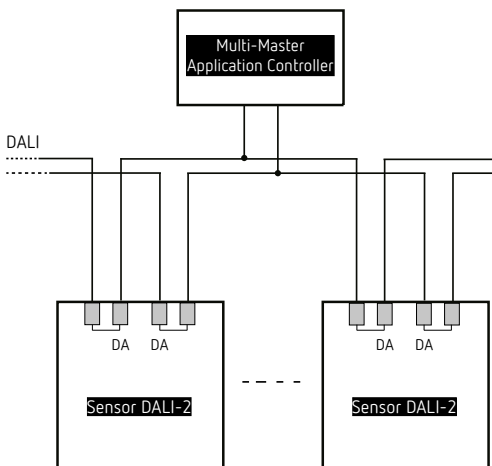 Multi-Master
Application Controller
DALI
DA DA
DA DA
Sensor DALI-2
Sensor DALI-2